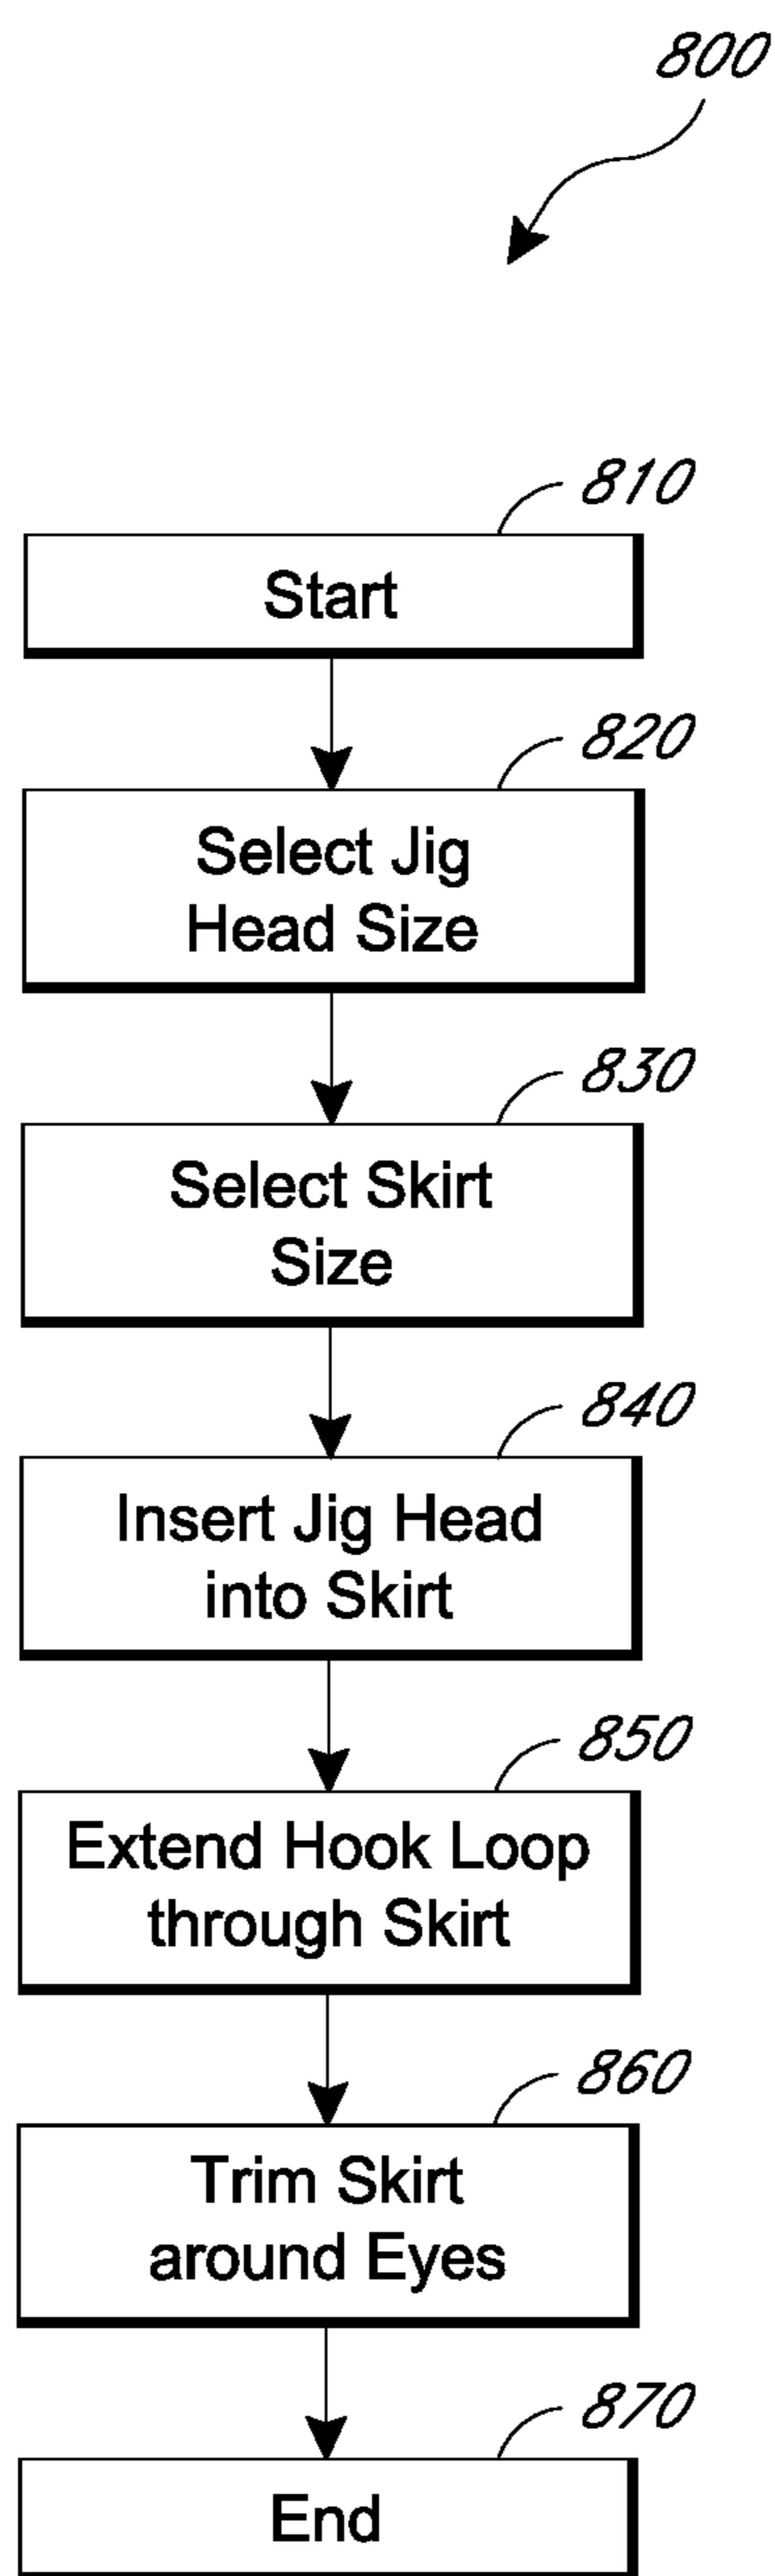 800
810
Start
820
Select Jig
Head Size
830
Select Skirt
Size
840
Insert Jig Head
into Skirt
850
Extend Hook Loop
through Skirt
860
Trim Skirt
around Eyes
870
End